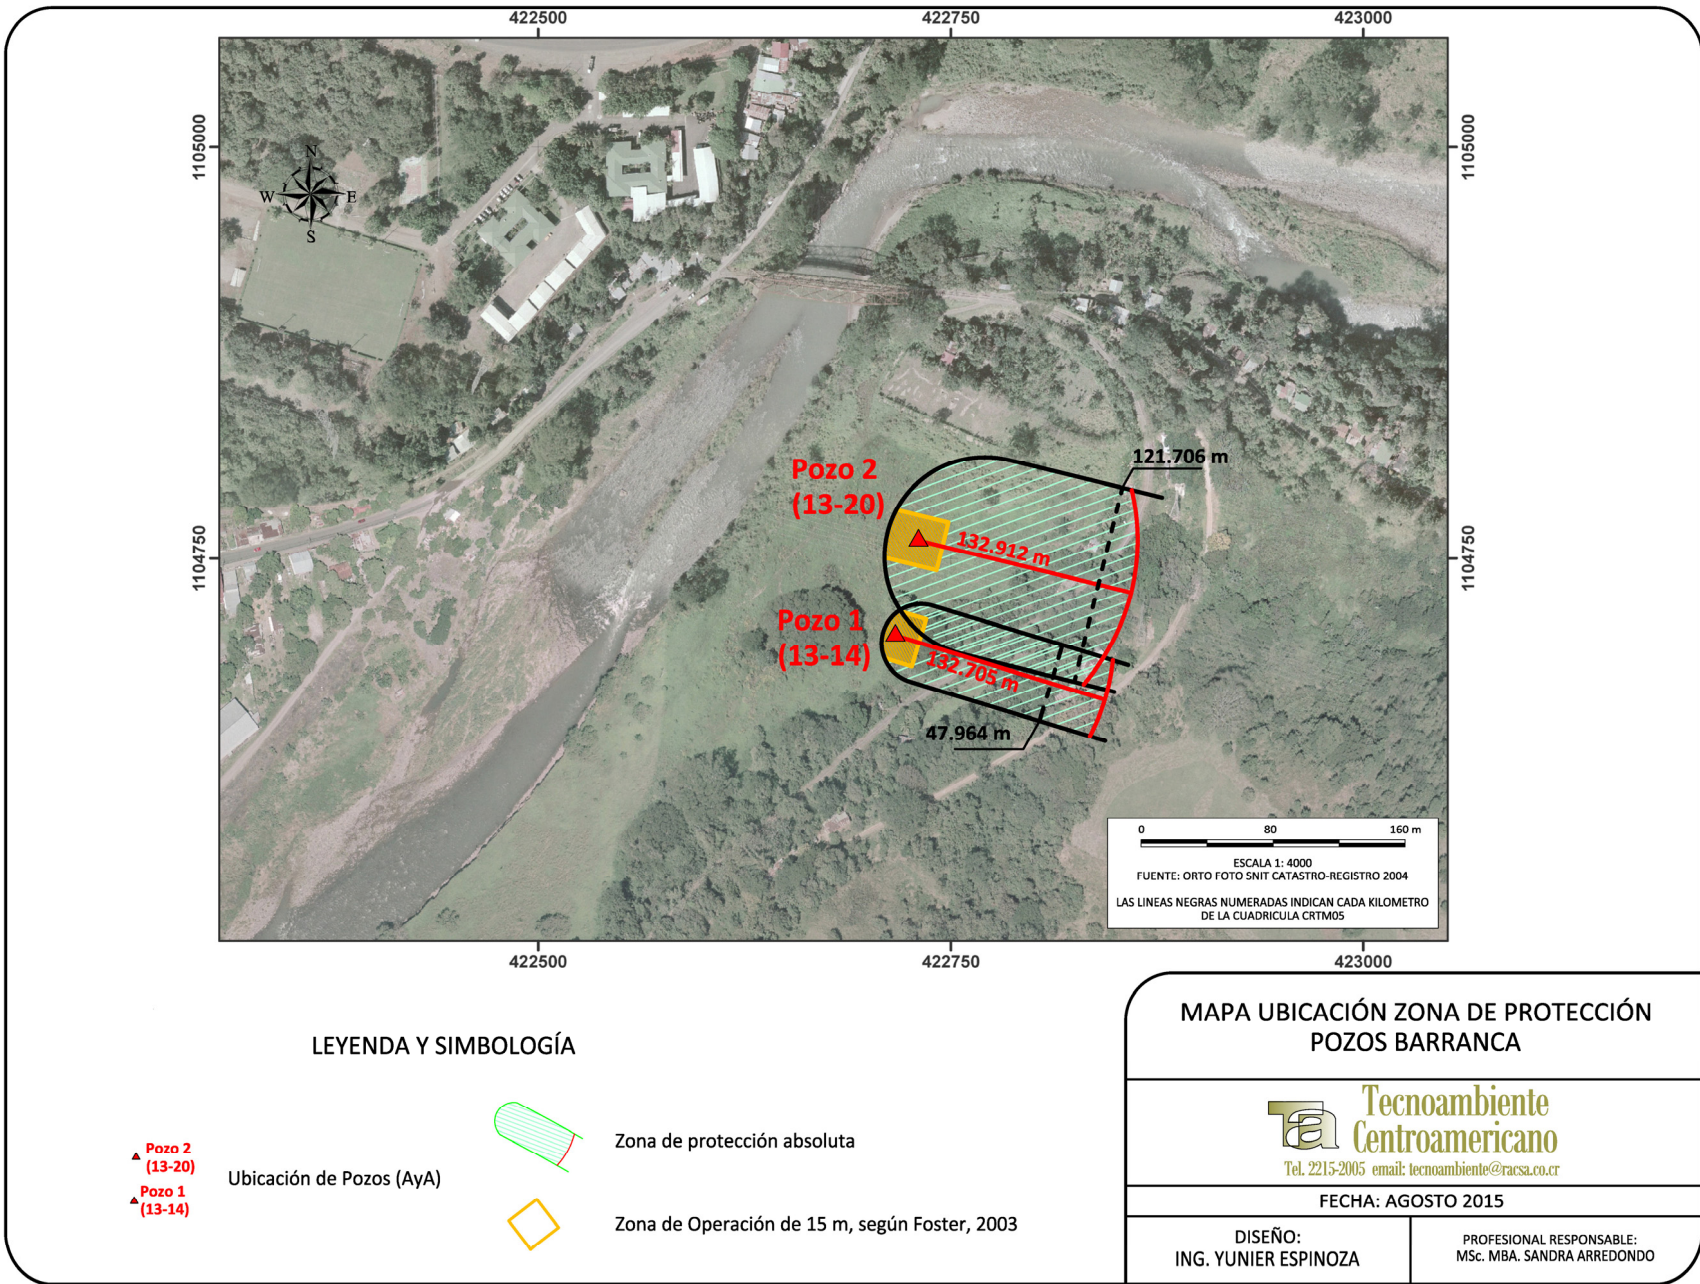 422500
422750
423000
1105000
1105000
N
W
E
S
Pozo 2
(13-20)
121.706 m
132.912 m
1104750
1104750
Pozo 1
(13-14)
132.705 m
47.964 m
0
80
160 m
ESCALA 1: 4000
FUENTE: ORTO FOTO SNIT CATASTRO-REGISTRO 2004
LAS LINEAS NEGRAS NUMERADAS INDICAN CADA KILOMETRO
DE LA CUADRICULA CRTM05
422500
422750
423000
LEYENDA Y SIMBOLOGÍA
Pozo 2
(13-20)
Pozo 1
(13-14)
Ubicación de Pozos (AyA)
Zona de protección absoluta
Zona de Operación de 15 m, según Foster, 2003
MAPA UBICACIÓN ZONA DE PROTECCIÓN
POZOS BARRANCA
Ta
Tecnoambiente
Centroamericano
Tel. 2215-2005 email: tecnoambiente@racsa.co.cr
FECHA: AGOSTO 2015
DISEÑO:
ING. YUNIER ESPINOZA
PROFESIONAL RESPONSABLE:
MSc. MBA. SANDRA ARREDONDO